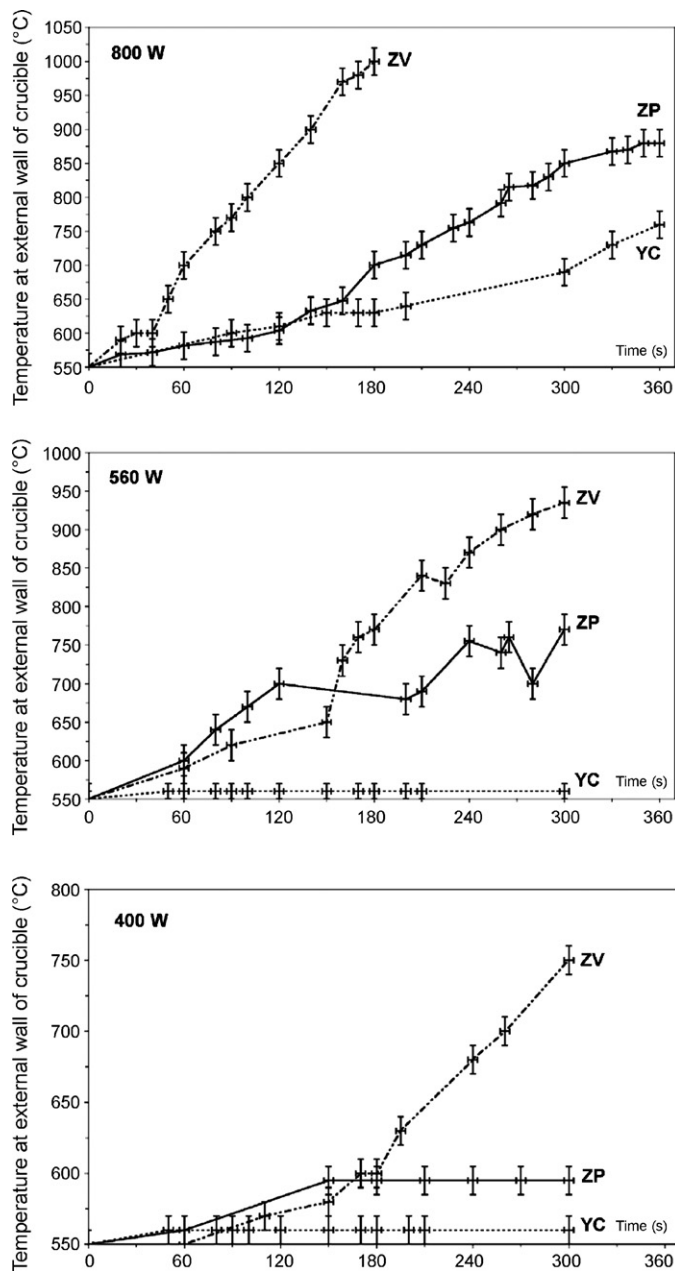 Temperature at external wall of crucible (°C)
1050
1000
950
900
850
800
750
700
650
600
550
800 W
ZV
ZP
YC
Time (s)
0 60 120 180 240 300 360
Temperature at external wall of crucible (°C)
1000
950
900
850
800
750
700
650
600
550
560 W
ZV
ZP
YC
Time (s)
0 60 120 180 240 300 360
Temperature at external wall of crucible (°C)
800
750
700
650
600
550
400 W
ZV
ZP
YC
Time (s)
0 60 120 180 240 300 360